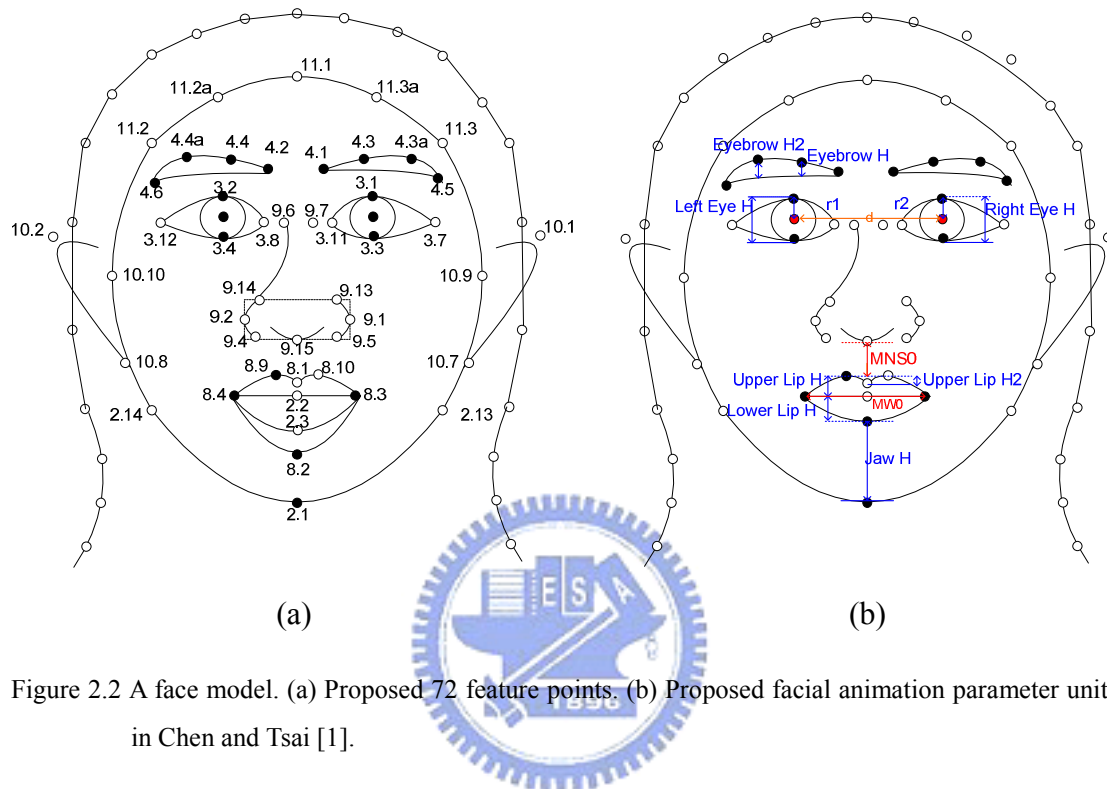 11.1
11.2a 11.3a
11.2 11.3
4.4a 4.4 4.2 4.1 4.3 4.3a
4.6 4.5
3.2 3.1
9.6 9.7
3.12 3.8 3.11 3.7
3.4 3.3
10.2 10.1
10.10 10.9
9.14 9.13
9.2 9.1
9.4 9.15 9.5
10.8 10.7
8.9 8.1 8.10
8.4 8.3
2.2
2.3
2.14 2.13
8.2
2.1
(a)
Eyebrow H2 Eyebrow H
Left Eye H r1 d r2 Right Eye H
MNS0
Upper Lip H Upper Lip H2
MW0
Lower Lip H
Jaw H
(b)
E S A
1896
Figure 2.2 A face model. (a) Proposed 72 feature points. (b) Proposed facial animation parameter unit
in Chen and Tsai [1].